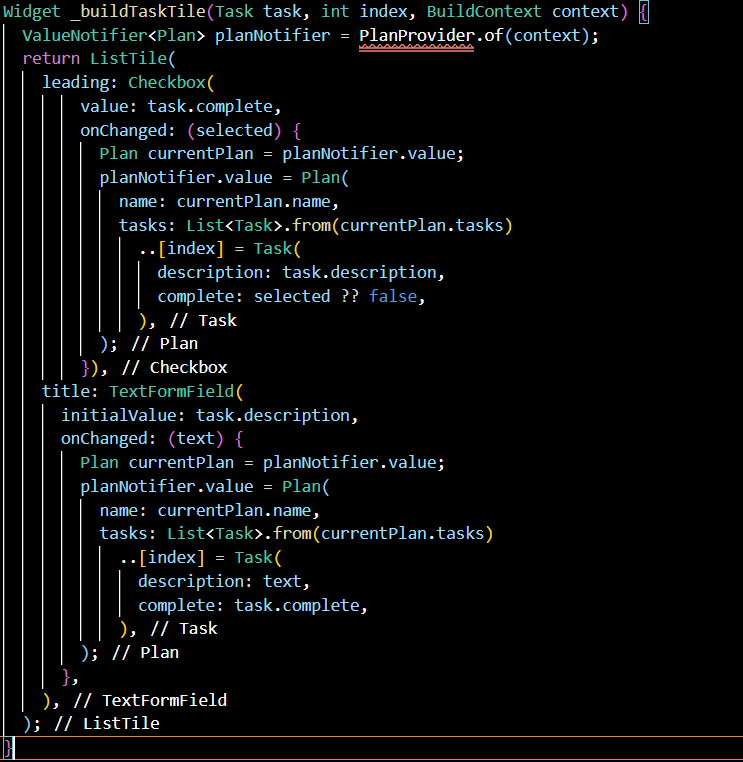 Widget _buildTaskTile(Task task, int index, BuildContext context) {
  ValueNotifier<Plan> planNotifier = PlanProvider.of(context);
  return ListTile(
    leading: Checkbox(
        value: task.complete,
        onChanged: (selected) {
          Plan currentPlan = planNotifier.value;
          planNotifier.value = Plan(
            name: currentPlan.name,
            tasks: List<Task>.from(currentPlan.tasks)
              ..[index] = Task(
                description: task.description,
                complete: selected ?? false,
              ), // Task
          ); // Plan
        }), // Checkbox
    title: TextFormField(
      initialValue: task.description,
      onChanged: (text) {
        Plan currentPlan = planNotifier.value;
        planNotifier.value = Plan(
          name: currentPlan.name,
          tasks: List<Task>.from(currentPlan.tasks)
            ..[index] = Task(
              description: text,
              complete: task.complete,
            ), // Task
        ); // Plan
      },
    ), // TextFormField
  ); // ListTile
}